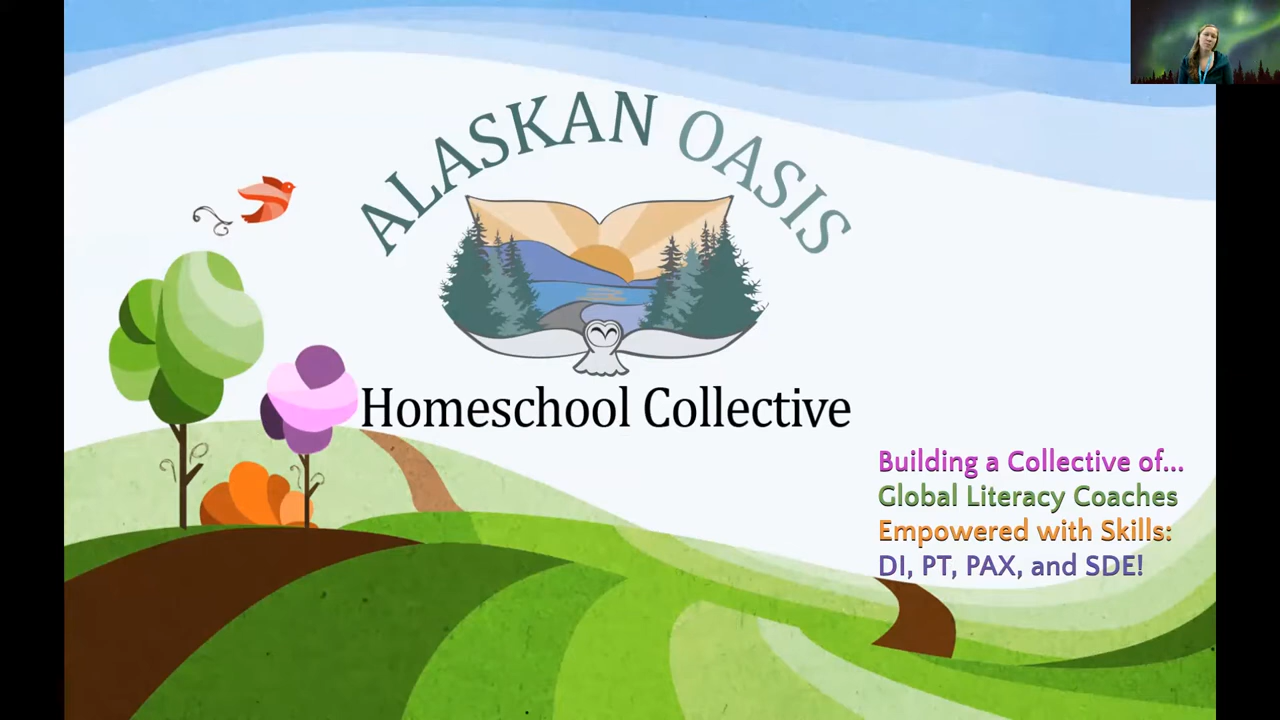 ALASKAN OASIS
Homeschool Collective
Building a Collective of...
Global Literacy Coaches
Empowered with Skills:
DI, PT, PAX, and SDE!